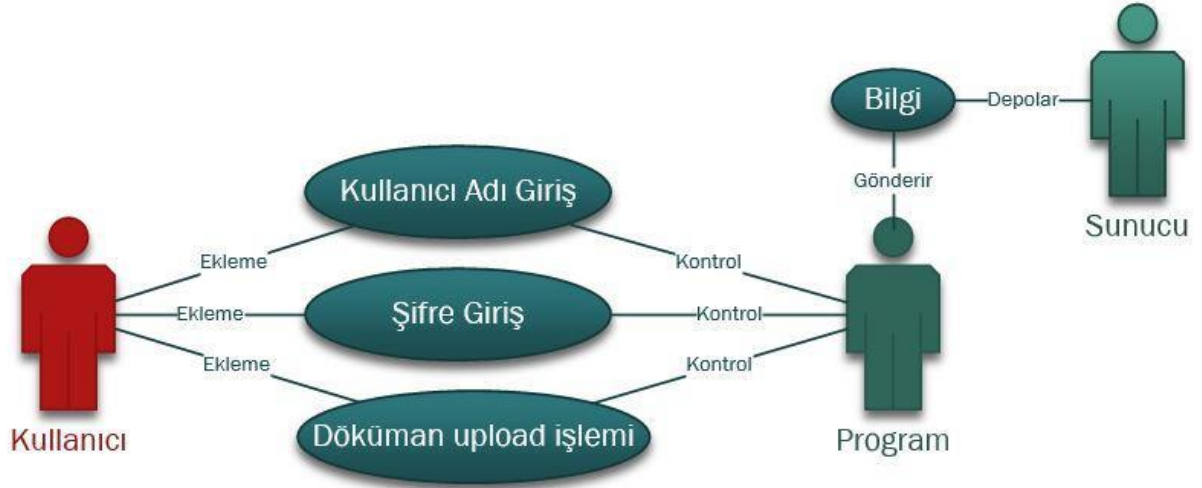 Bilgi
Depolar
Gönderir
Sunucu
Kullanıcı Adı Giriş
Ekleme
Kontrol
Ekleme
Şifre Giriş
Kontrol
Ekleme
Kontrol
Döküman upload işlemi
Kullanıcı
Program